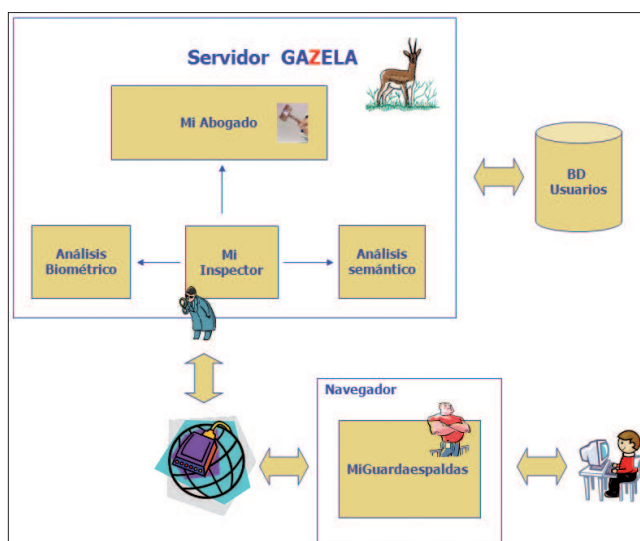 Servidor GAZELA
Mi Abogado
BD
Usuarios
Análisis
Biométrico
Mi
Inspector
Análisis
semántico
Navegador
MiGuardaespaldas